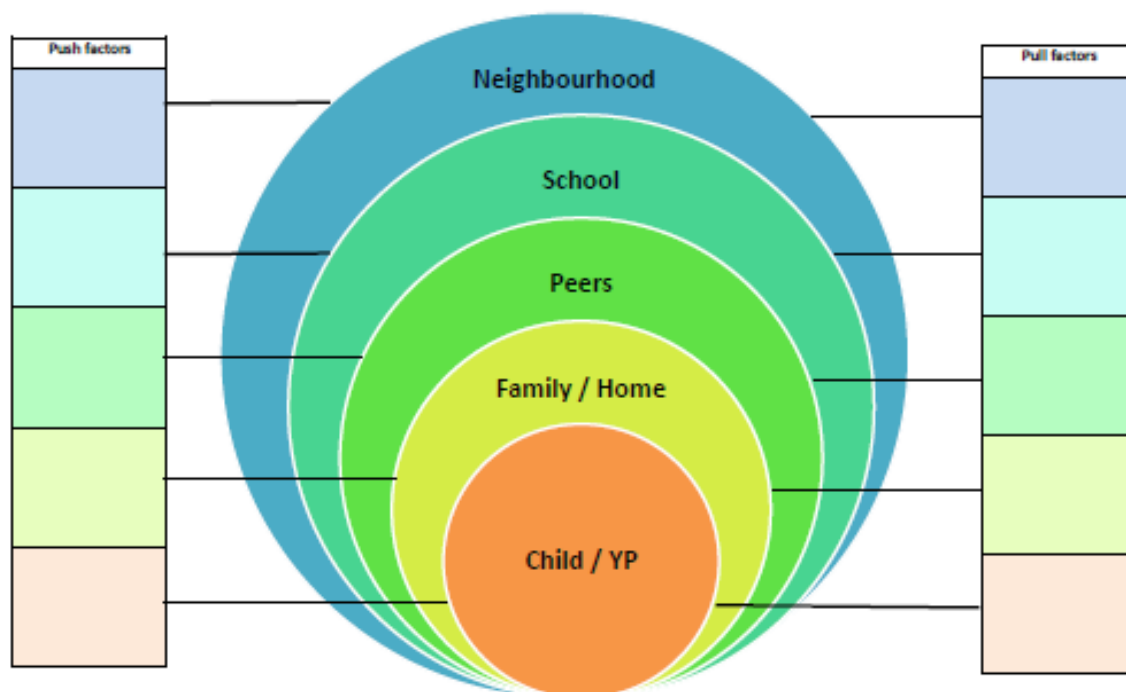 Push factors
Pull factors
Neighbourhood
School
Peers
Family / Home
Child / YP